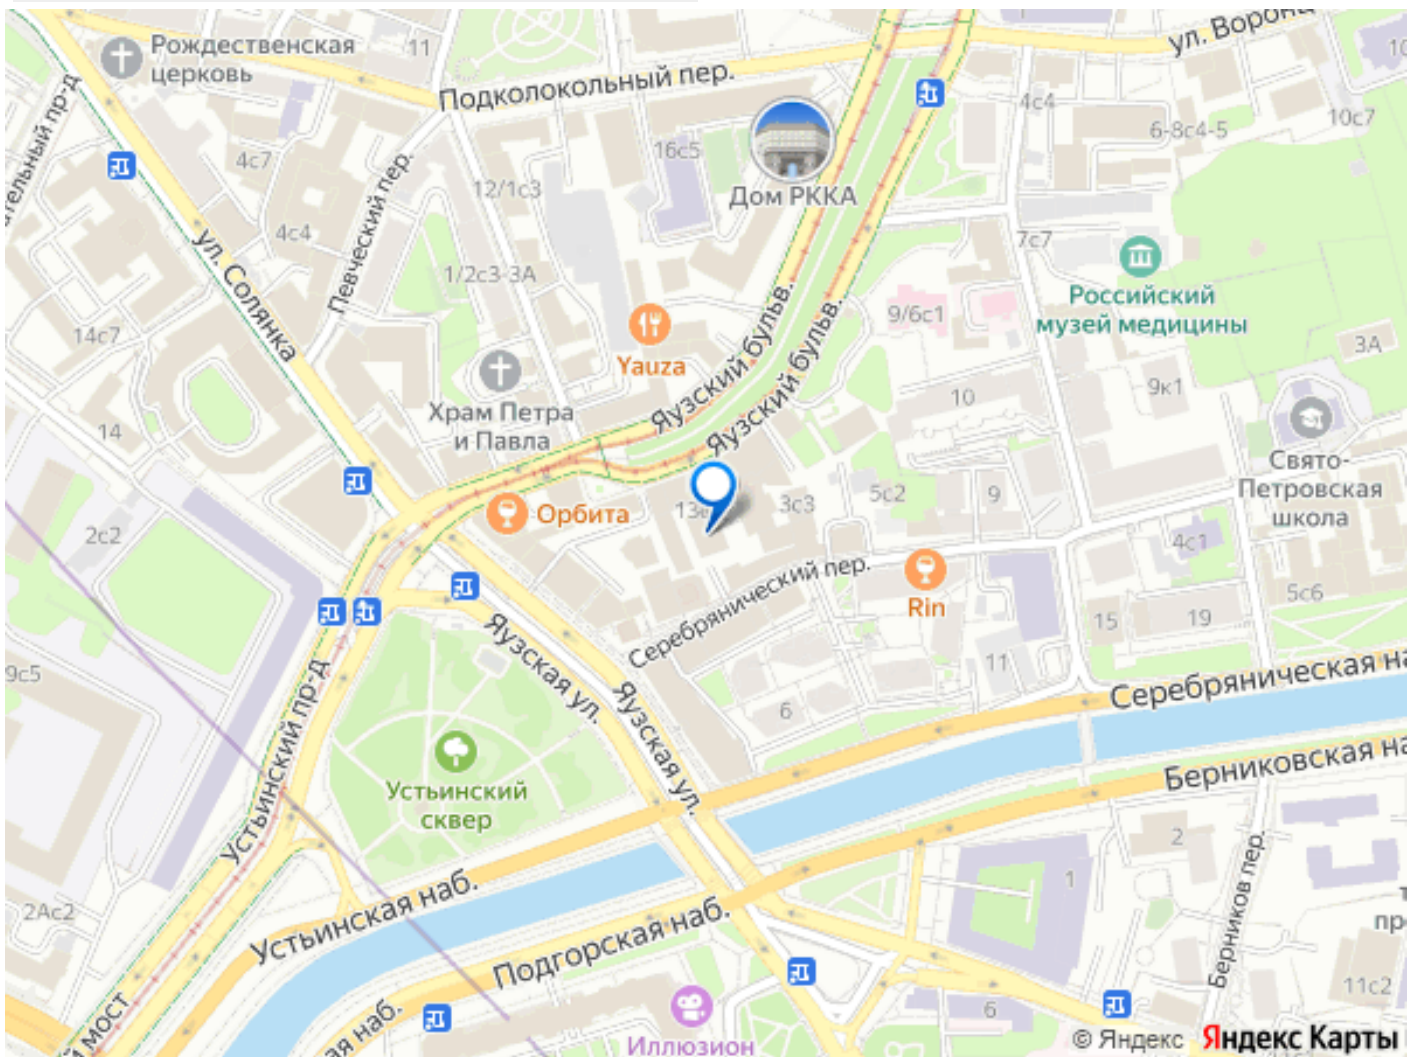 Рождественская
церковь
11
ул. Воронц
Подколокольный пер.
4с4
10с7
6-8с4-5
4с7
16с5
Дом РККА
12/1с3
Певческий пер.
4с4
ул. Солянка
7с7
1/2с3-3А
Российский
музей медицины
9/6с1
14с7
Yauza
Яузский бульв.
Яузский бульв.
3А
9к1
10
Храм Петра
и Павла
14
Свято-
Петровская
школа
5с2
9
3с3
Орбита
2с2
4с1
Серебрянический пер.
Rin
5с6
15
19
Яузская ул.
Яузская ул.
11
9с5
Серебряническая на
6
Устьинский пр-д
Берниковская на
Устьинский
сквер
2
1
Берников пер.
2Ас2
Устьинская наб.
Подгорская наб.
11с2
6
мост
ая наб.
Иллюзион
© Яндекс Яндекс Карты